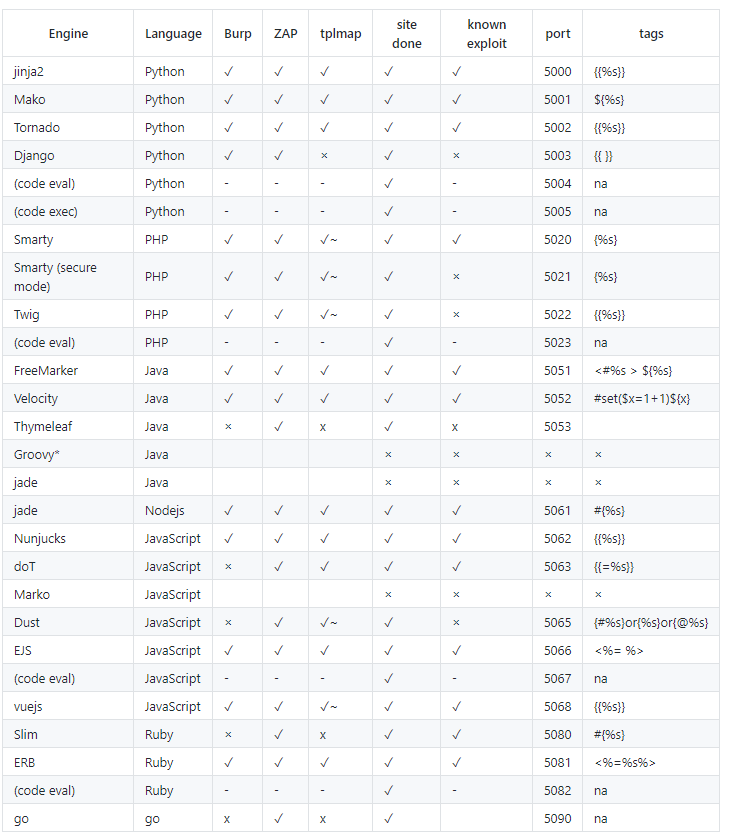 Engine Language Burp ZAP tplmap site done known exploit port tags
jinja2 Python ✓ ✓ ✓ ✓ ✓ 5000 {{%s}}
Mako Python ✓ ✓ ✓ ✓ ✓ 5001 ${%s}
Tornado Python ✓ ✓ ✓ ✓ ✓ 5002 {{%s}}
Django Python ✓ ✓ × ✓ × 5003 {{ }}
(code eval) Python - - - ✓ - 5004 na
(code exec) Python - - - ✓ - 5005 na
Smarty PHP ✓ ✓ ✓~ ✓ ✓ 5020 {%s}
Smarty (secure mode) PHP ✓ ✓ ✓~ ✓ × 5021 {%s}
Twig PHP ✓ ✓ ✓~ ✓ × 5022 {{%s}}
(code eval) PHP - - - ✓ - 5023 na
FreeMarker Java ✓ ✓ ✓ ✓ ✓ 5051 <#%s > ${%s}
Velocity Java ✓ ✓ ✓ ✓ ✓ 5052 #set($x=1+1)${x}
Thymeleaf Java × ✓ x ✓ x 5053
Groovy* Java × × × ×
jade Java × × × ×
jade Nodejs ✓ ✓ ✓ ✓ ✓ 5061 #{%s}
Nunjucks JavaScript ✓ ✓ ✓ ✓ ✓ 5062 {{%s}}
doT JavaScript × ✓ ✓ ✓ ✓ 5063 {{=%s}}
Marko JavaScript × × × ×
Dust JavaScript × ✓ ✓~ ✓ × 5065 {#%s}or{%s}or{@%s}
EJS JavaScript ✓ ✓ ✓ ✓ ✓ 5066 <%= %>
(code eval) JavaScript - - - ✓ - 5067 na
vuejs JavaScript ✓ ✓ ✓~ ✓ ✓ 5068 {{%s}}
Slim Ruby × ✓ x ✓ ✓ 5080 #{%s}
ERB Ruby ✓ ✓ ✓ ✓ ✓ 5081 <%=%s%>
(code eval) Ruby - - - ✓ - 5082 na
go go x ✓ x ✓ 5090 na